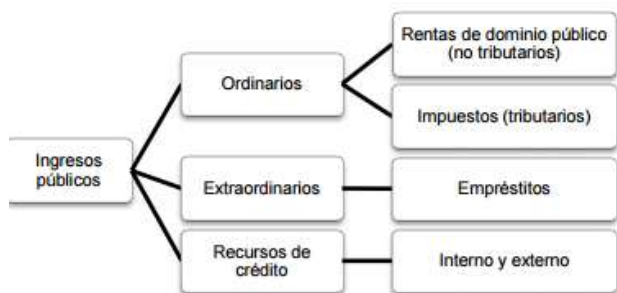 Ingresos
públicos
Ordinarios
Rentas de dominio público
(no tributarios)
Impuestos (tributarios)
Extraordinarios
Empréstitos
Recursos de
crédito
Interno y externo